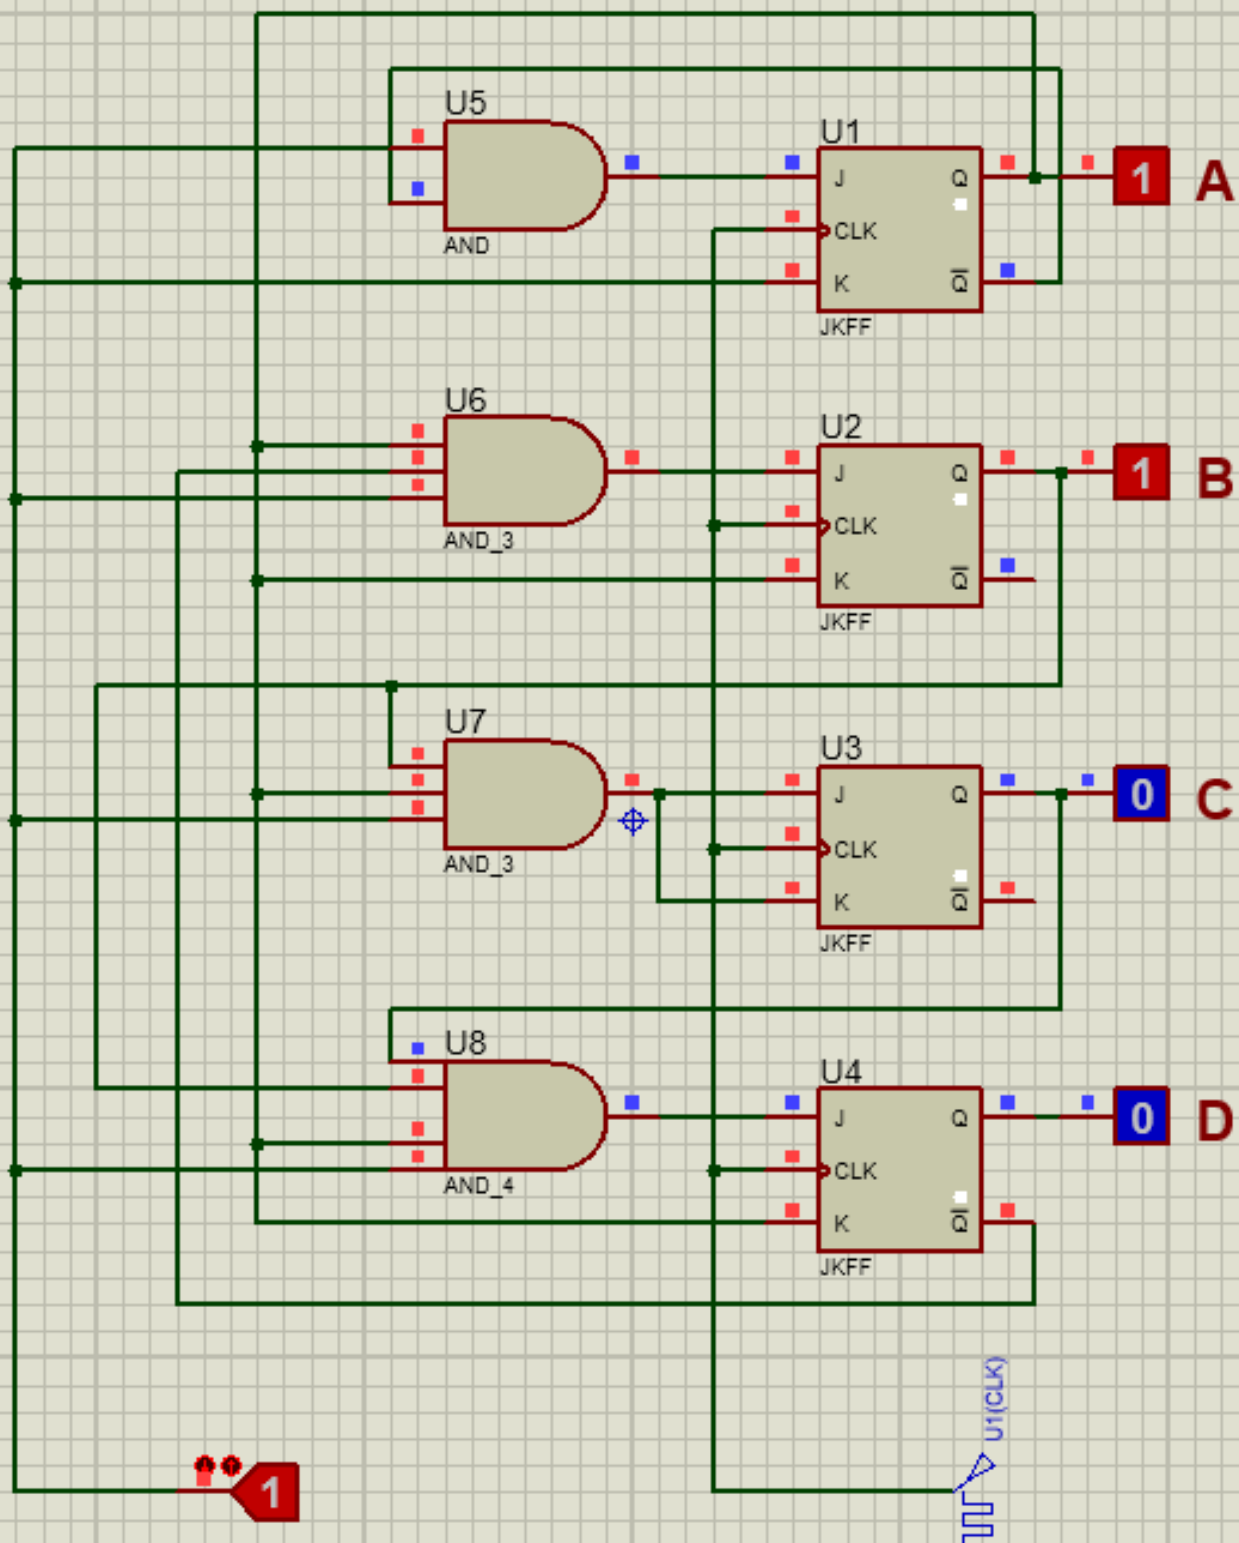 U5
AND
U1
J
Q
CLK
K
Q
JKFF
1
A
U6
AND_3
U2
J
Q
CLK
K
Q
JKFF
1
B
U7
AND_3
U3
J
Q
CLK
K
Q
JKFF
0
C
U8
AND_4
U4
J
Q
CLK
K
Q
JKFF
0
D
1
U1(CLK)